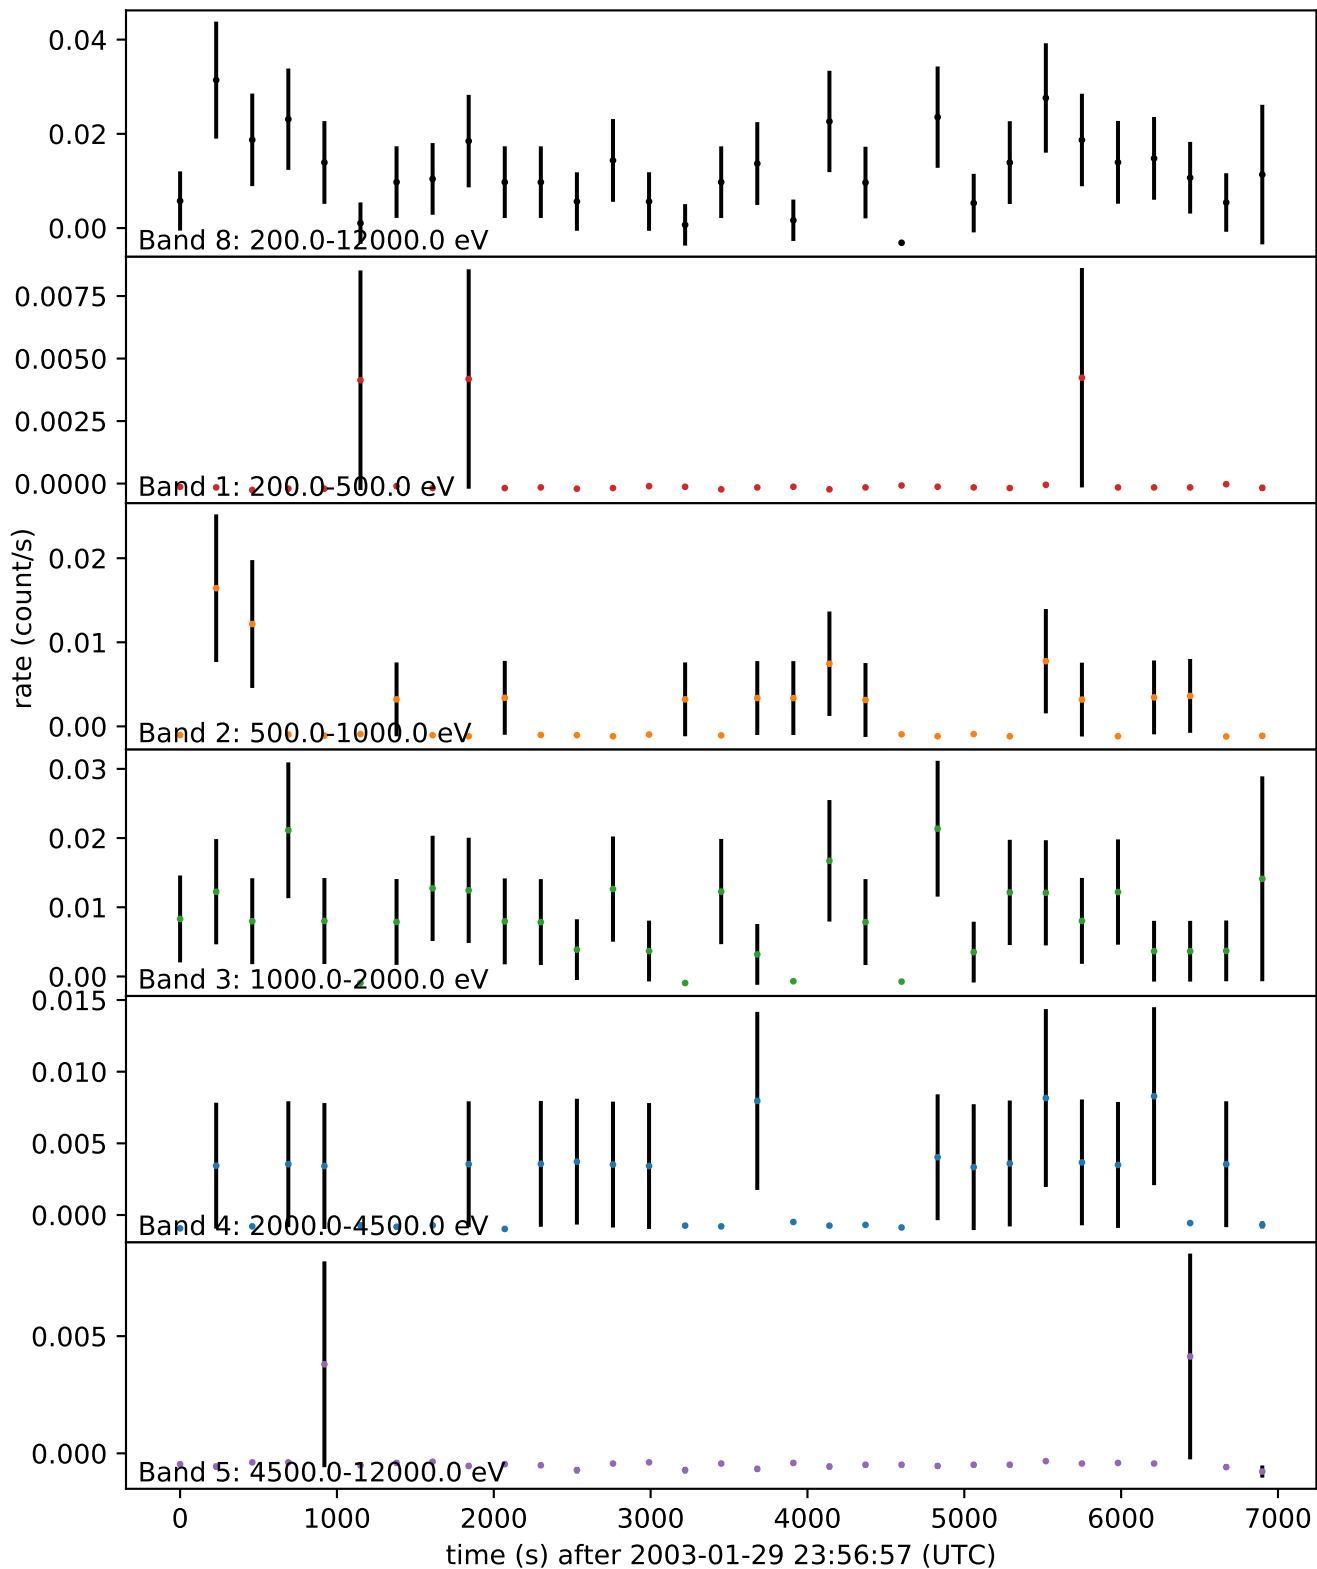 0.04
0.02
0.00
Band 8: 200.0-12000.0 eV
0.0075
0.0050
0.0025
0.0000
Band 1: 200.0-500.0 eV
rate (count/s)
0.02
0.01
0.00
Band 2: 500.0-1000.0 eV
0.03
0.02
0.01
0.00
Band 3: 1000.0-2000.0 eV
0.015
0.010
0.005
0.000
Band 4: 2000.0-4500.0 eV
0.005
0.000
Band 5: 4500.0-12000.0 eV
0 1000 2000 3000 4000 5000 6000 7000
time (s) after 2003-01-29 23:56:57 (UTC)